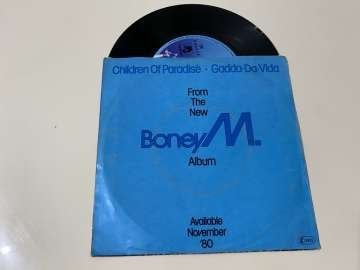 Children Of Paradise · Gadda-Da-Vida
From
The
New
Boney M.
Album
Available
November
'80